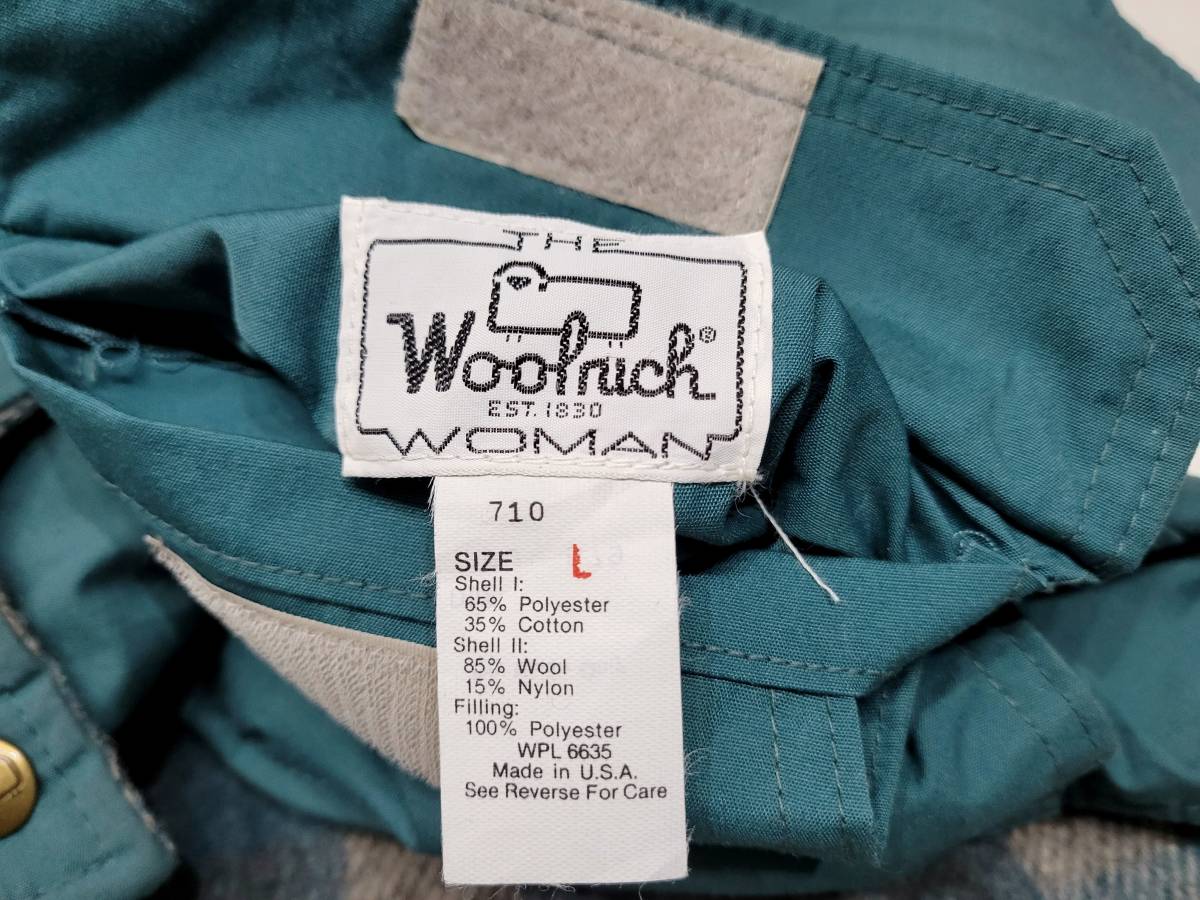 THE
Woolrich®
EST. 1830
WOMAN
710
SIZE L
Shell I:
65% Polyester
35% Cotton
Shell II:
85% Wool
15% Nylon
Filling:
100% Polyester
WPL 6635
Made in U.S.A.
See Reverse For Care